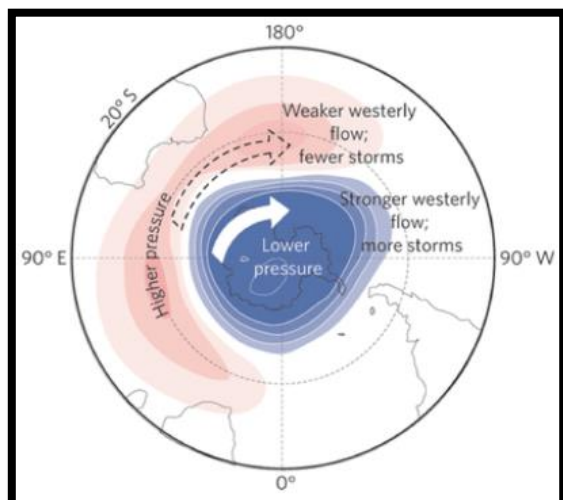 180°
20° S
Weaker westerly
flow;
fewer storms
Higher pressure
Stronger westerly
flow;
more storms
Lower
pressure
90° E
90° W
0°